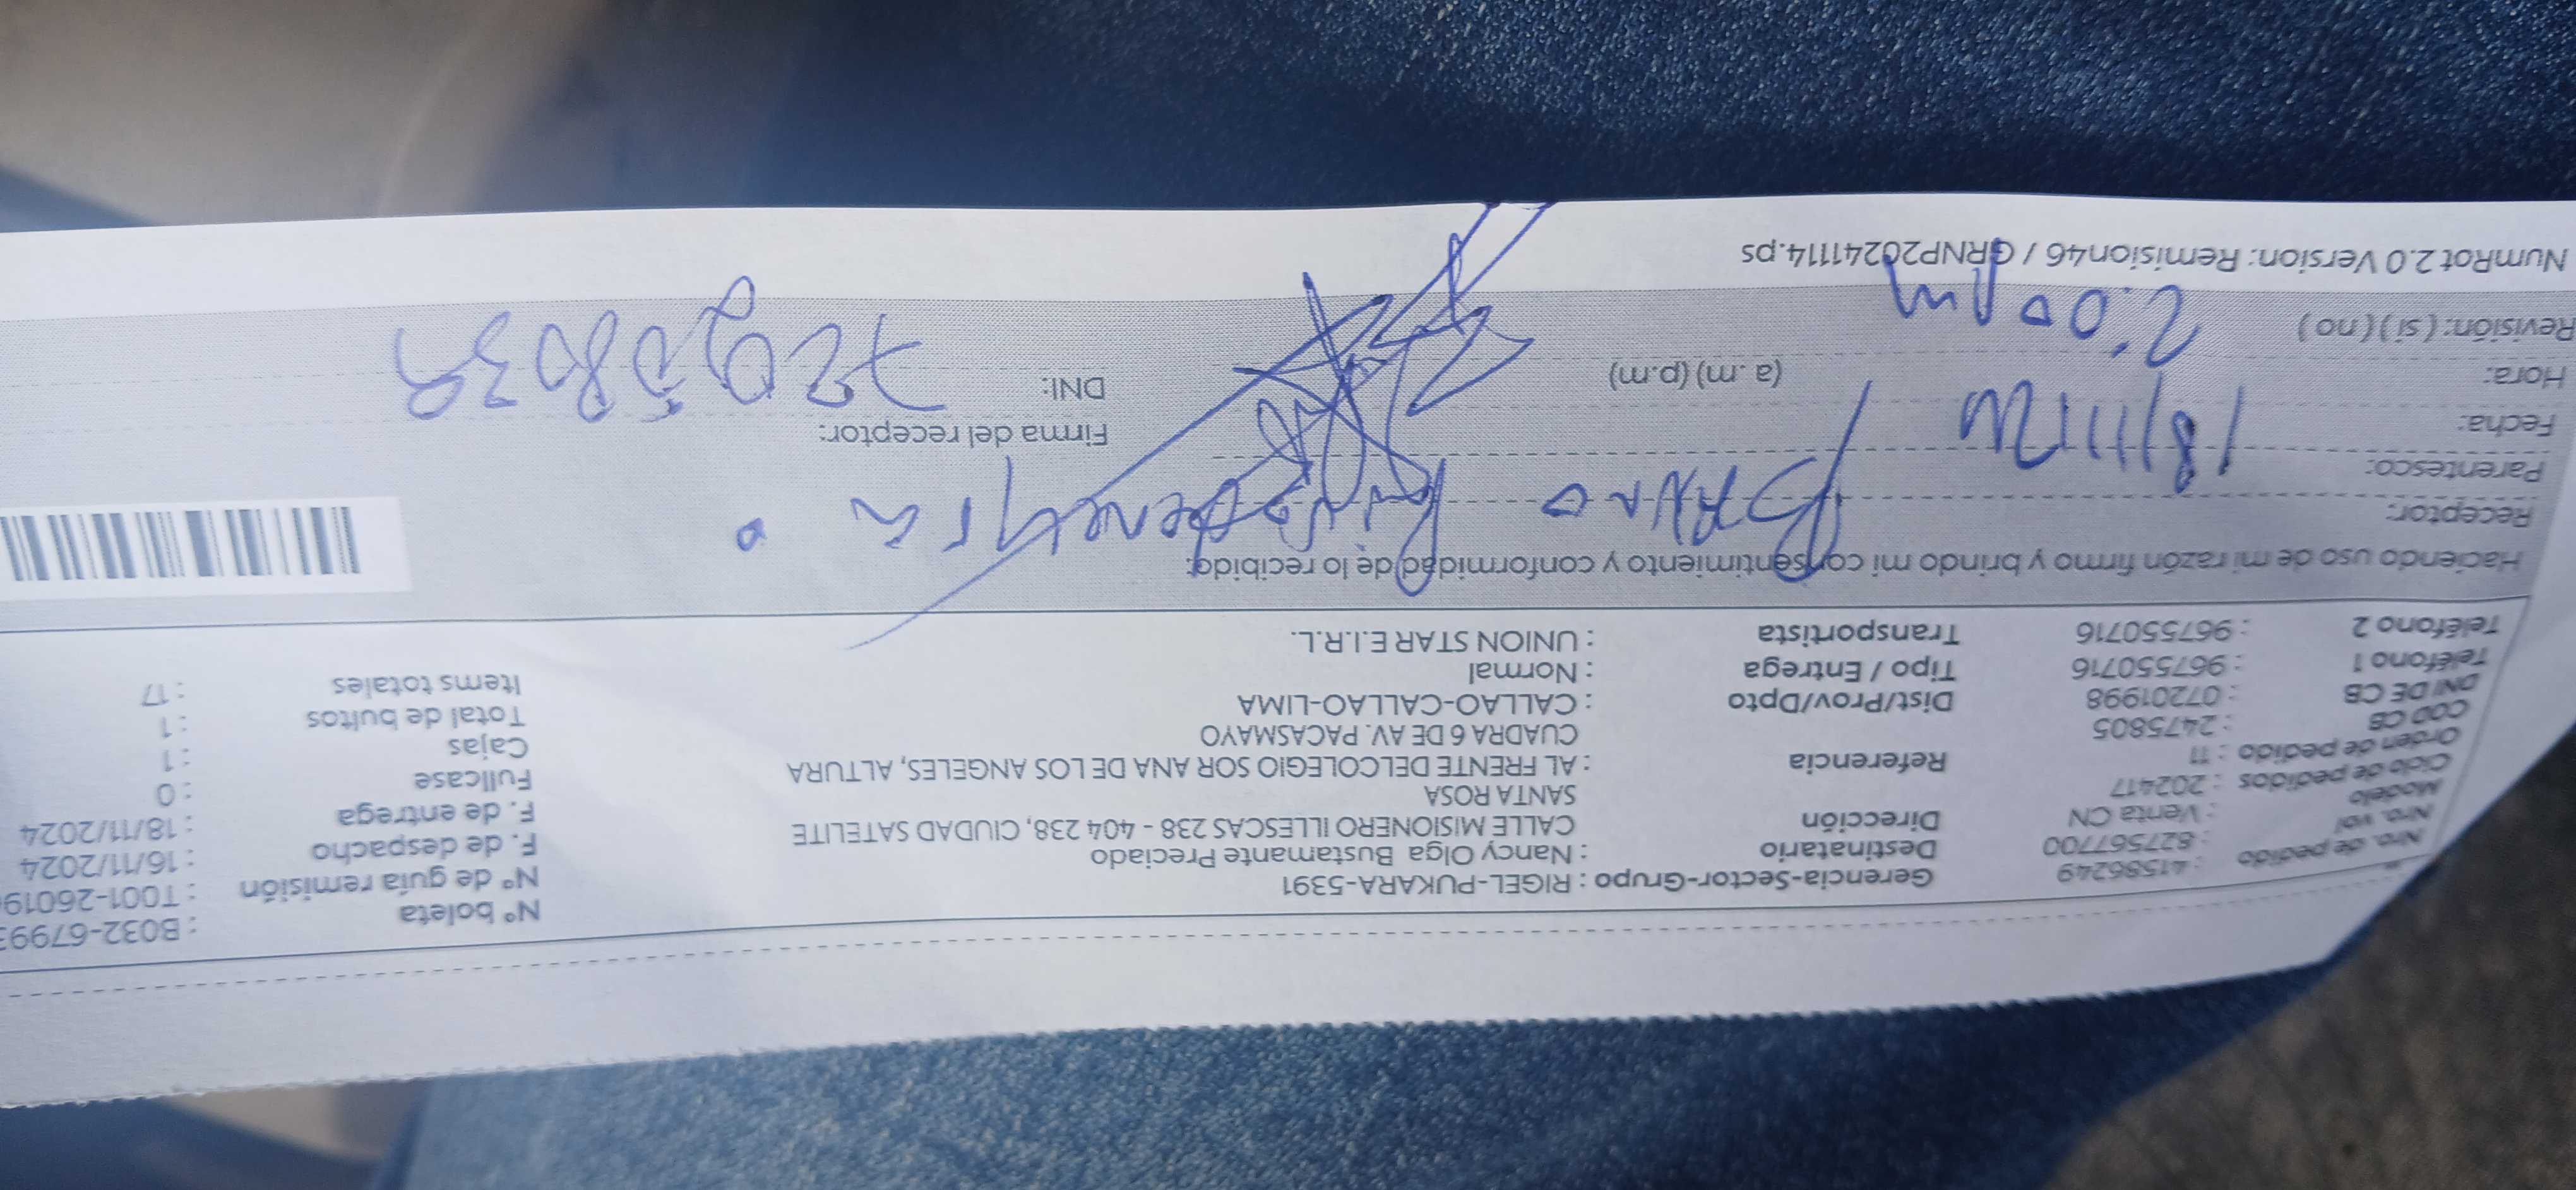 Nro. de pedido : 41586249
Nro. vol : 827567700
Modelo : Venta CN
Ciclo de pedidos : 202417
Orden de pedido : 11
COD CB : 2475805
DNI DE CB : 07201998
Teléfono 1 : 967550716
Teléfono 2 : 967550716
Gerencia-Sector-Grupo : RIGEL-PUKARA-5391
Destinatario : Nancy Olga Bustamante Preciado
Dirección CALLE MISIONERO ILLESCAS 238 - 404 238, CIUDAD SATELITE
SANTA ROSA
Referencia : AL FRENTE DELCOLEGIO SOR ANA DE LOS ANGELES, ALTURA
CUADRA 6 DE AV. PACASMAYO
Dist/Prov/Dpto : CALLAO-CALLAO-LIMA
Tipo / Entrega : Normal
Transportista : UNION STAR E.I.R.L.
Nº boleta : B032-6799
Nº de guía remisión : T001-26019
F. de despacho : 16/11/2024
F. de entrega : 18/11/2024
Fullcase : 0
Cajas : 1
Total de bultos : 1
Items totales : 17
Haciendo uso de mi razón firmo y brindo mi consentimiento y conformidad de lo recibido:
Receptor: Bruno
Parentesco:
Fecha: 18/11/24
Hora: 2:00 pm (a.m) (p.m)
Revisión: ( si ) ( no )
Firma del receptor:
DNI:
NumRot 2.0 Version: Remision46 / GRNP20241114.ps